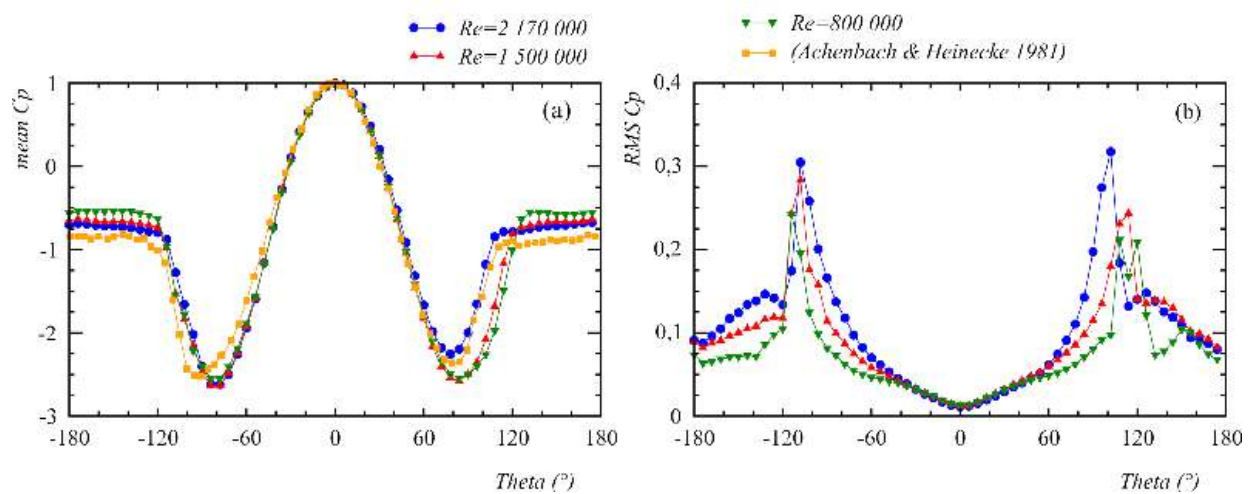 Re=2 170 000
Re=1 500 000
Re=800 000
(Achenbach & Heinecke 1981)
mean Cp
(a)
1
0
-1
-2
-3
-180 -120 -60 0 60 120 180
Theta (°)
RMS Cp
(b)
0,4
0,3
0,2
0,1
0
-180 -120 -60 0 60 120 180
Theta (°)